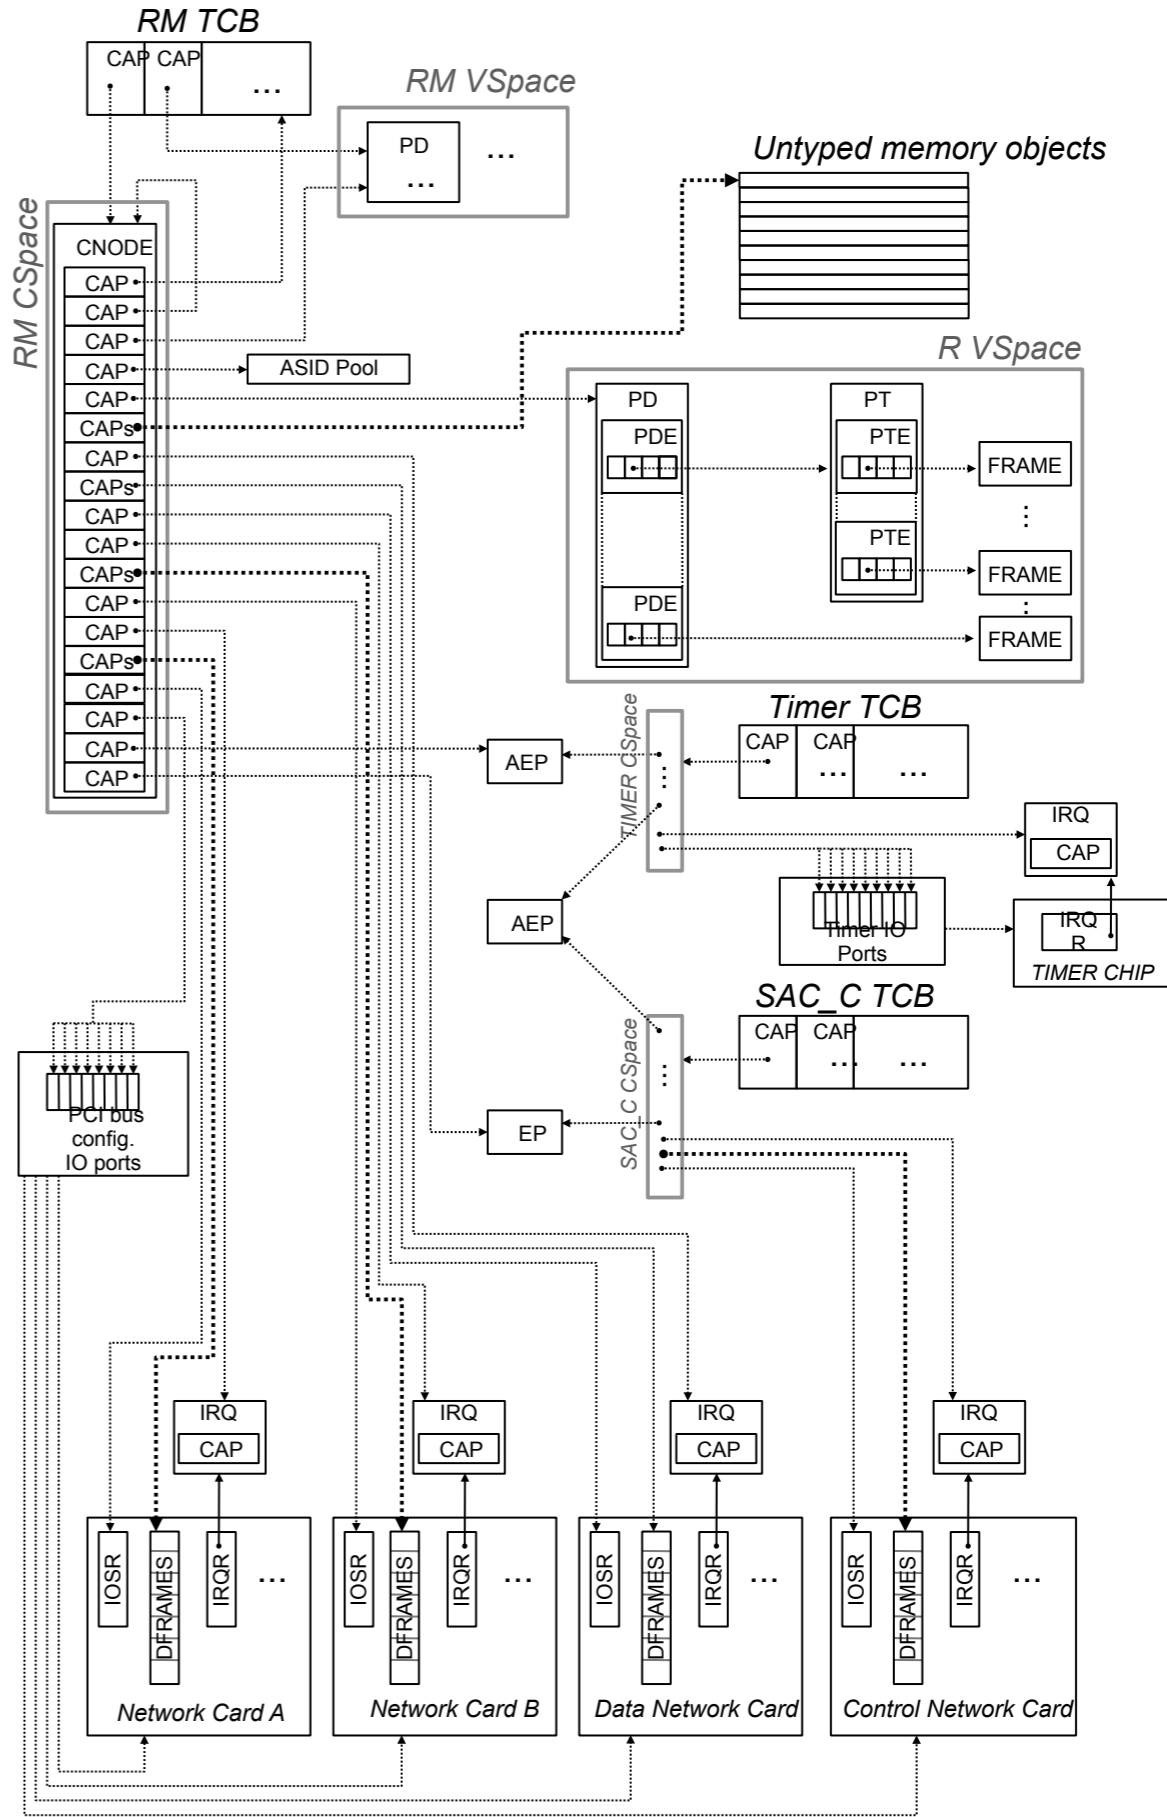 RM TCB
CAP CAP
...
RM VSpace
PD
...
...
Untyped memory objects
RM CSpace
CNODE
CAP
CAP
CAP
CAP
CAP
CAPs
CAP
CAPs
CAP
CAP
CAPs
CAP
CAP
CAPs
CAP
CAP
CAP
CAP
ASID Pool
R VSpace
PD
PDE
PDE
PT
PTE
PTE
FRAME
FRAME
FRAME
TIMER CSpace
Timer TCB
CAP CAP
... ...
AEP
AEP
IRQ
CAP
Timer IO
Ports
IRQ
R
TIMER CHIP
SAC_C CSpace
SAC_C TCB
CAP CAP
... ...
EP
PCI bus
config.
IO ports
IRQ
CAP
IRQ
CAP
IRQ
CAP
IRQ
CAP
IOSR
DFRAMES
IRQR
...
Network Card A
IOSR
DFRAMES
IRQR
...
Network Card B
IOSR
DFRAMES
IRQR
...
Data Network Card
IOSR
DFRAMES
IRQR
...
Control Network Card